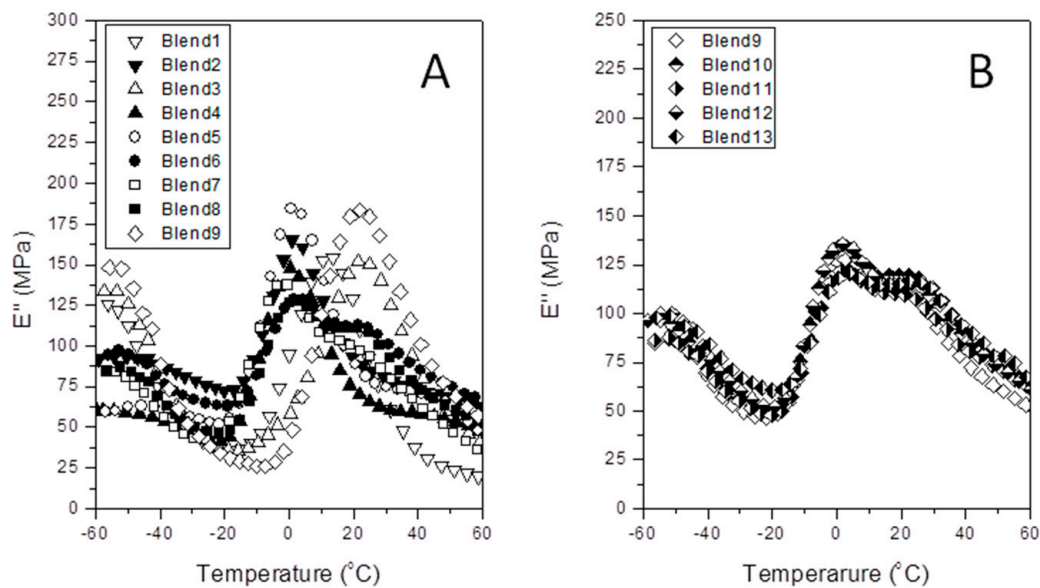 A
E'' (MPa)
300
275
250
225
200
175
150
125
100
75
50
25
0
Blend1
Blend2
Blend3
Blend4
Blend5
Blend6
Blend7
Blend8
Blend9
-60
-40
-20
0
20
40
60
Temperature (°C)
B
E'' (MPa)
250
225
200
175
150
125
100
75
50
25
0
Blend9
Blend10
Blend11
Blend12
Blend13
-60
-40
-20
0
20
40
60
Temperarure (°C)